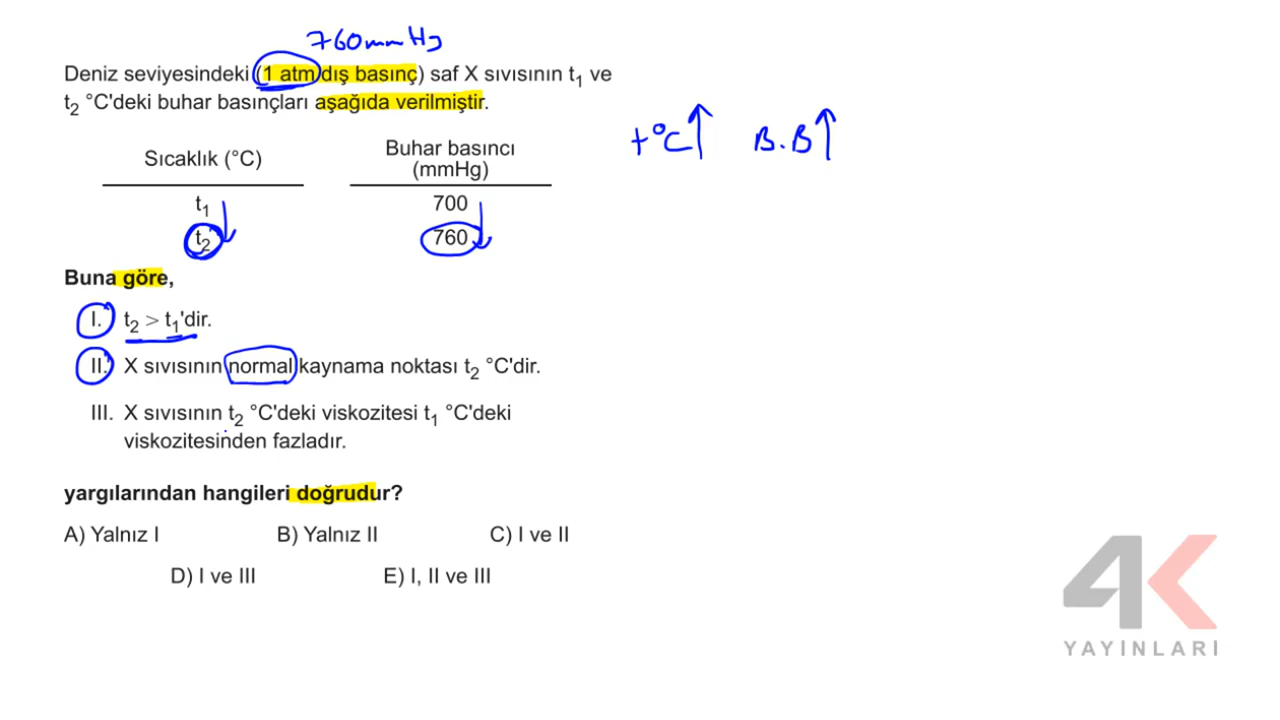 760mmHg
Deniz seviyesindeki (1 atm dış basınç) saf X sıvısının t₁ ve
t₂ °C'deki buhar basınçları aşağıda verilmiştir.
t°C↑ B.B↑
Sıcaklık (°C)
Buhar basıncı
(mmHg)
t₁ 700
t₂ 760
Buna göre,
I. t₂ > t₁'dir.
II. X sıvısının normal kaynama noktası t₂ °C'dir.
III. X sıvısının t₂ °C'deki viskozitesi t₁ °C'deki
viskozitesinden fazladır.
yargılarından hangileri doğrudur?
A) Yalnız I B) Yalnız II C) I ve II
D) I ve III E) I, II ve III
4K
YAYINLARI